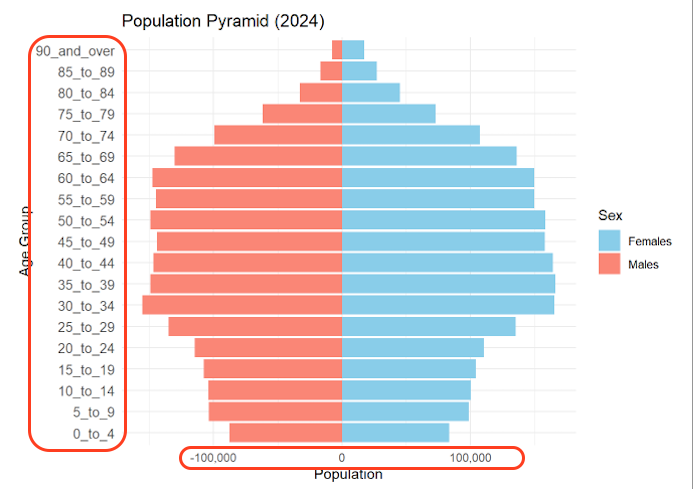 Population Pyramid (2024)
90_and_over
85_to_89
80_to_84
75_to_79
70_to_74
65_to_69
60_to_64
55_to_59
50_to_54
45_to_49
40_to_44
35_to_39
30_to_34
25_to_29
20_to_24
15_to_19
10_to_14
5_to_9
0_to_4
Age Group
-100,000 0 100,000
Population
Sex
Females
Males